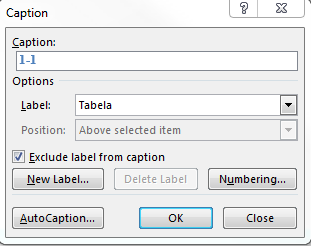 Caption
?
Caption:
1-1
Options
Label: Tabela
Position: Above selected item
Exclude label from caption
New Label... Delete Label Numbering...
AutoCaption... OK Close